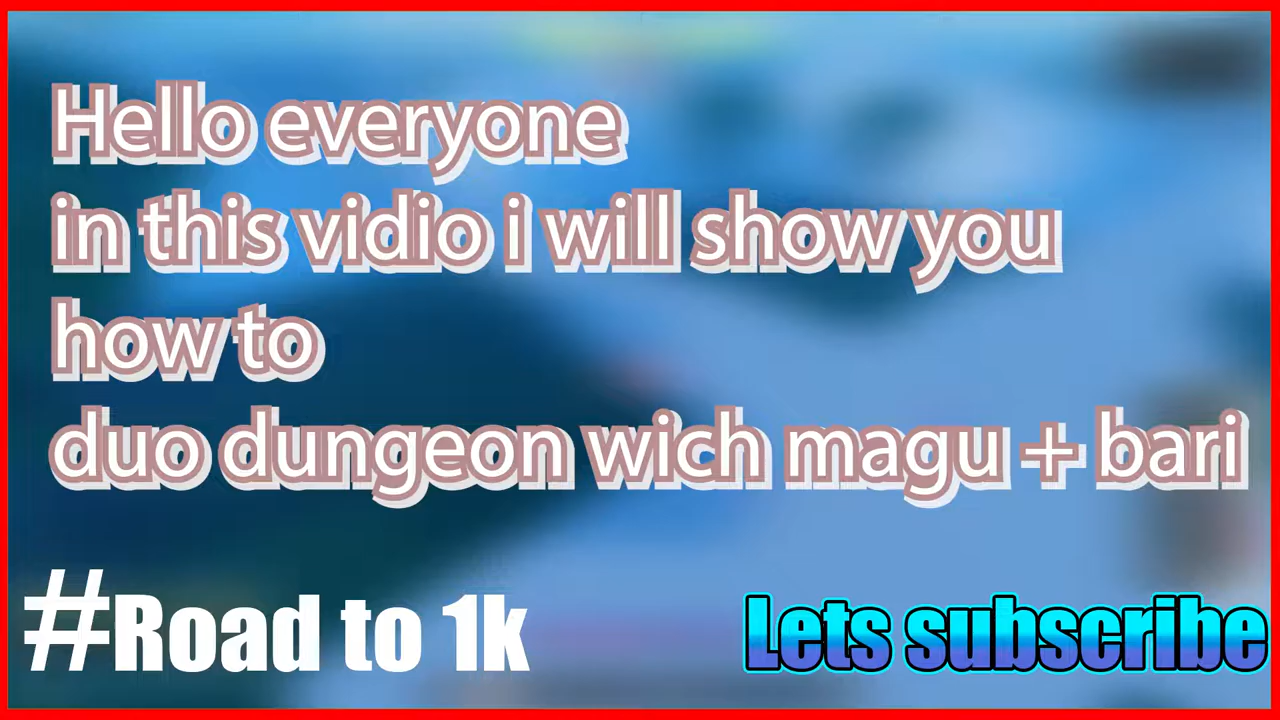 Hello everyone
in this vidio i will show you
how to
duo dungeon wich magu + bari
#Road to 1k
Lets subscribe